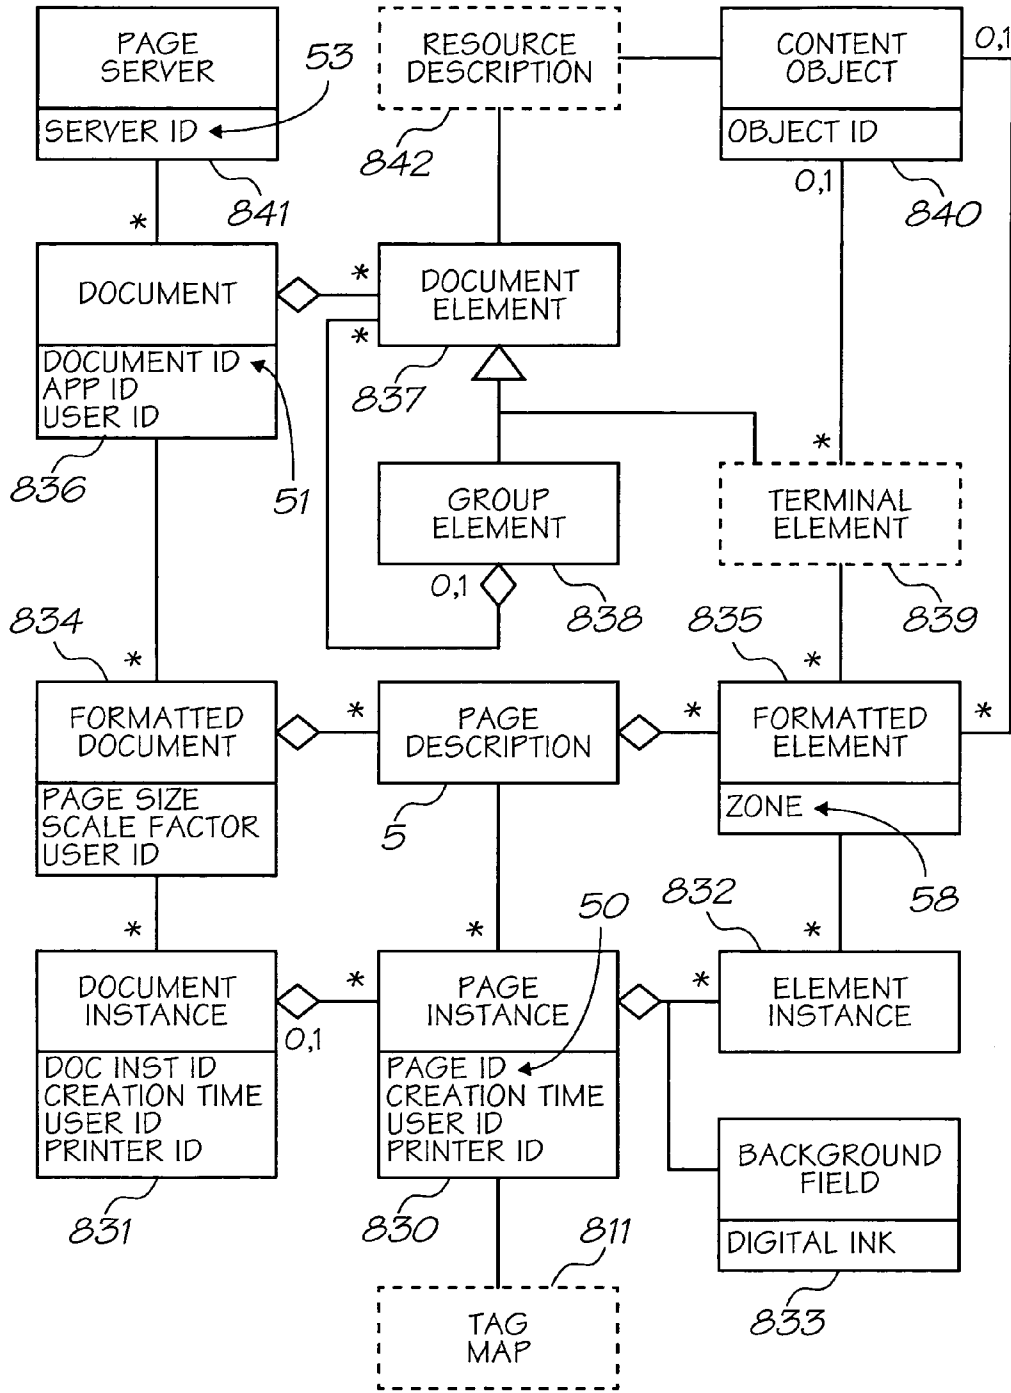 PAGE
SERVER
SERVER ID
53
841
*
RESOURCE
DESCRIPTION
842
CONTENT
OBJECT
OBJECT ID
0,1
0,1
840
DOCUMENT
DOCUMENT ID
APP ID
USER ID
836
51
*
*
DOCUMENT
ELEMENT
837
GROUP
ELEMENT
0,1
838
*
TERMINAL
ELEMENT
839
834
*
FORMATTED
DOCUMENT
PAGE SIZE
SCALE FACTOR
USER ID
*
PAGE
DESCRIPTION
5
*
835
*
*
FORMATTED
ELEMENT
ZONE
58
*
DOCUMENT
INSTANCE
DOC INST ID
CREATION TIME
USER ID
PRINTER ID
831
0,1
*
*
50
PAGE
INSTANCE
PAGE ID
CREATION TIME
USER ID
PRINTER ID
830
*
832
*
ELEMENT
INSTANCE
BACKGROUND
FIELD
DIGITAL INK
833
811
TAG
MAP